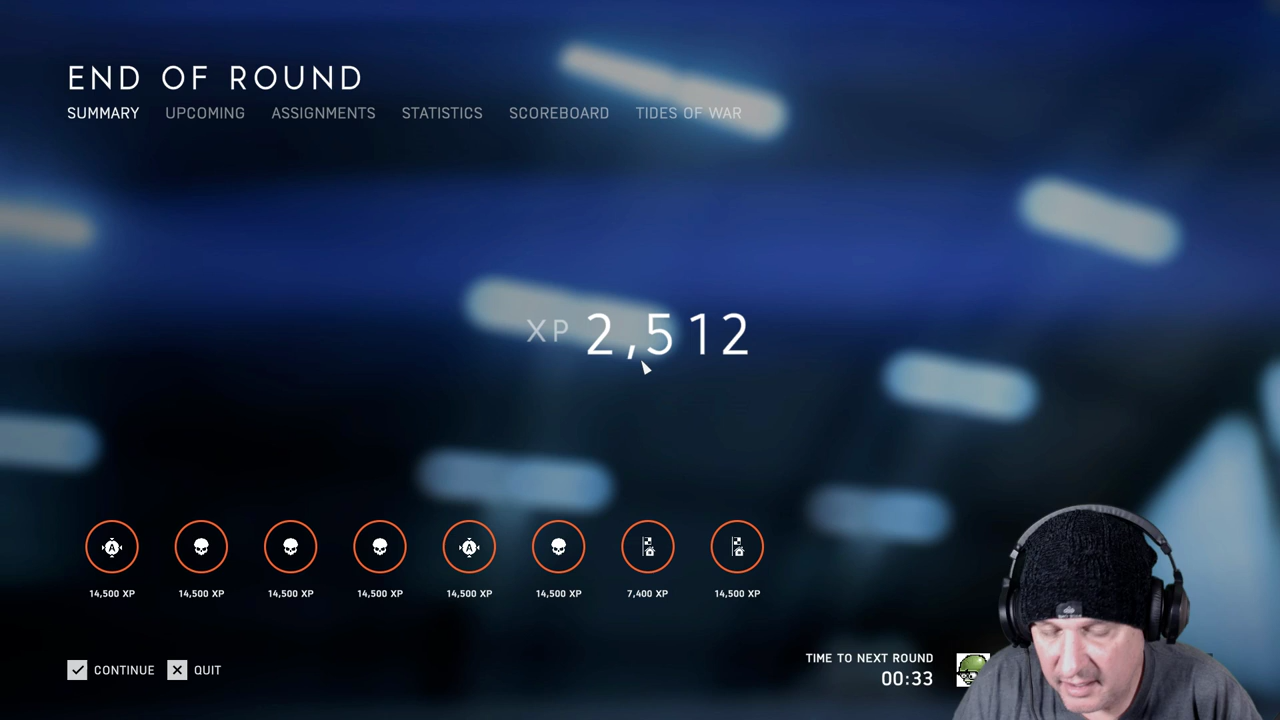 END OF ROUND
SUMMARY UPCOMING ASSIGNMENTS STATISTICS SCOREBOARD TIDES OF WAR
XP 2,512
A A
14,500 XP 14,500 XP 14,500 XP 14,500 XP 14,500 XP 14,500 XP 7,400 XP 14,500 XP
CONTINUE QUIT
TIME TO NEXT ROUND
00:33